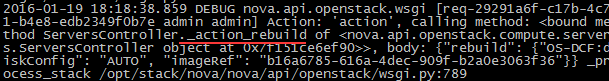 2016-01-19 18:18:38.859 DEBUG nova.api.openstack.wsgi [req-29291a6f-c17b-4c7
1-b4e8-edb2349f0b7e admin admin] Action: 'action', calling method: <bound me
thod ServersController._action_rebuild of <nova.api.openstack.compute.server
s.ServersController object at 0x7f151ce6ef90>>, body: {"rebuild": {"OS-DCF:d
iskConfig": "AUTO", "imageRef": "b16a6785-616a-4dec-909f-b2a0e3063f36"}} _pr
ocess_stack /opt/stack/nova/nova/api/openstack/wsgi.py:789